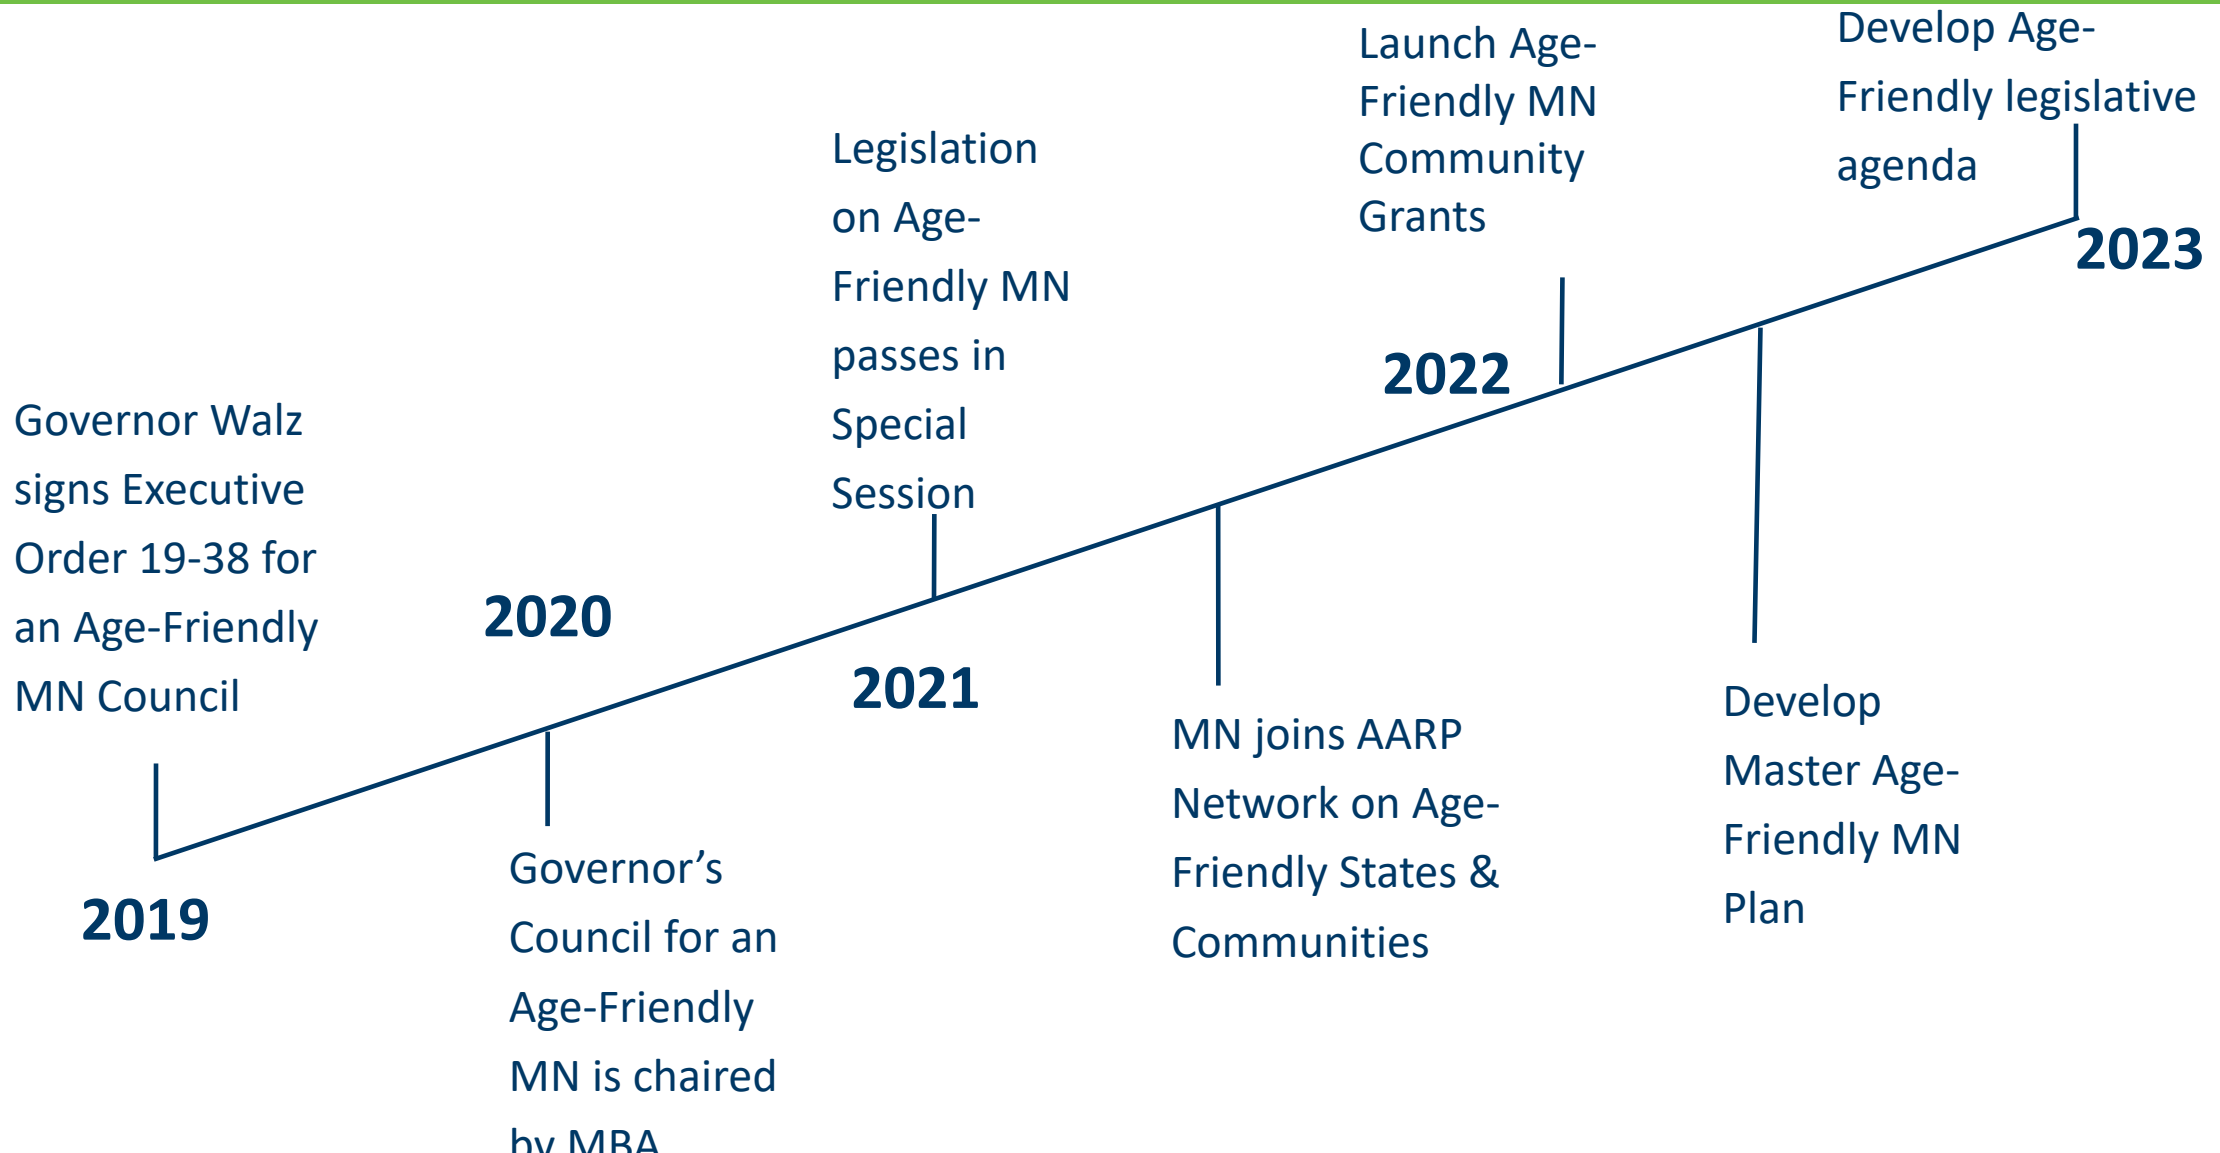 Governor Walz
signs Executive
Order 19-38 for
an Age-Friendly
MN Council
2019
2020
Governor’s
Council for an
Age-Friendly
MN is chaired
by MBA
Legislation
on Age-
Friendly MN
passes in
Special
Session
2021
MN joins AARP
Network on Age-
Friendly States &
Communities
Launch Age-
Friendly MN
Community
Grants
2022
Develop
Master Age-
Friendly MN
Plan
Develop Age-
Friendly legislative
agenda
2023